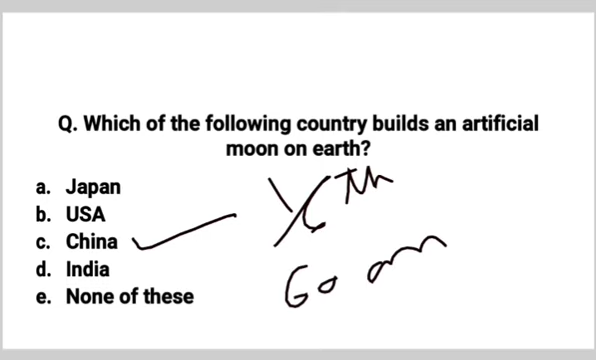 Q. Which of the following country builds an artificial
moon on earth?
a. Japan
b. USA
c. China
d. India
e. None of these